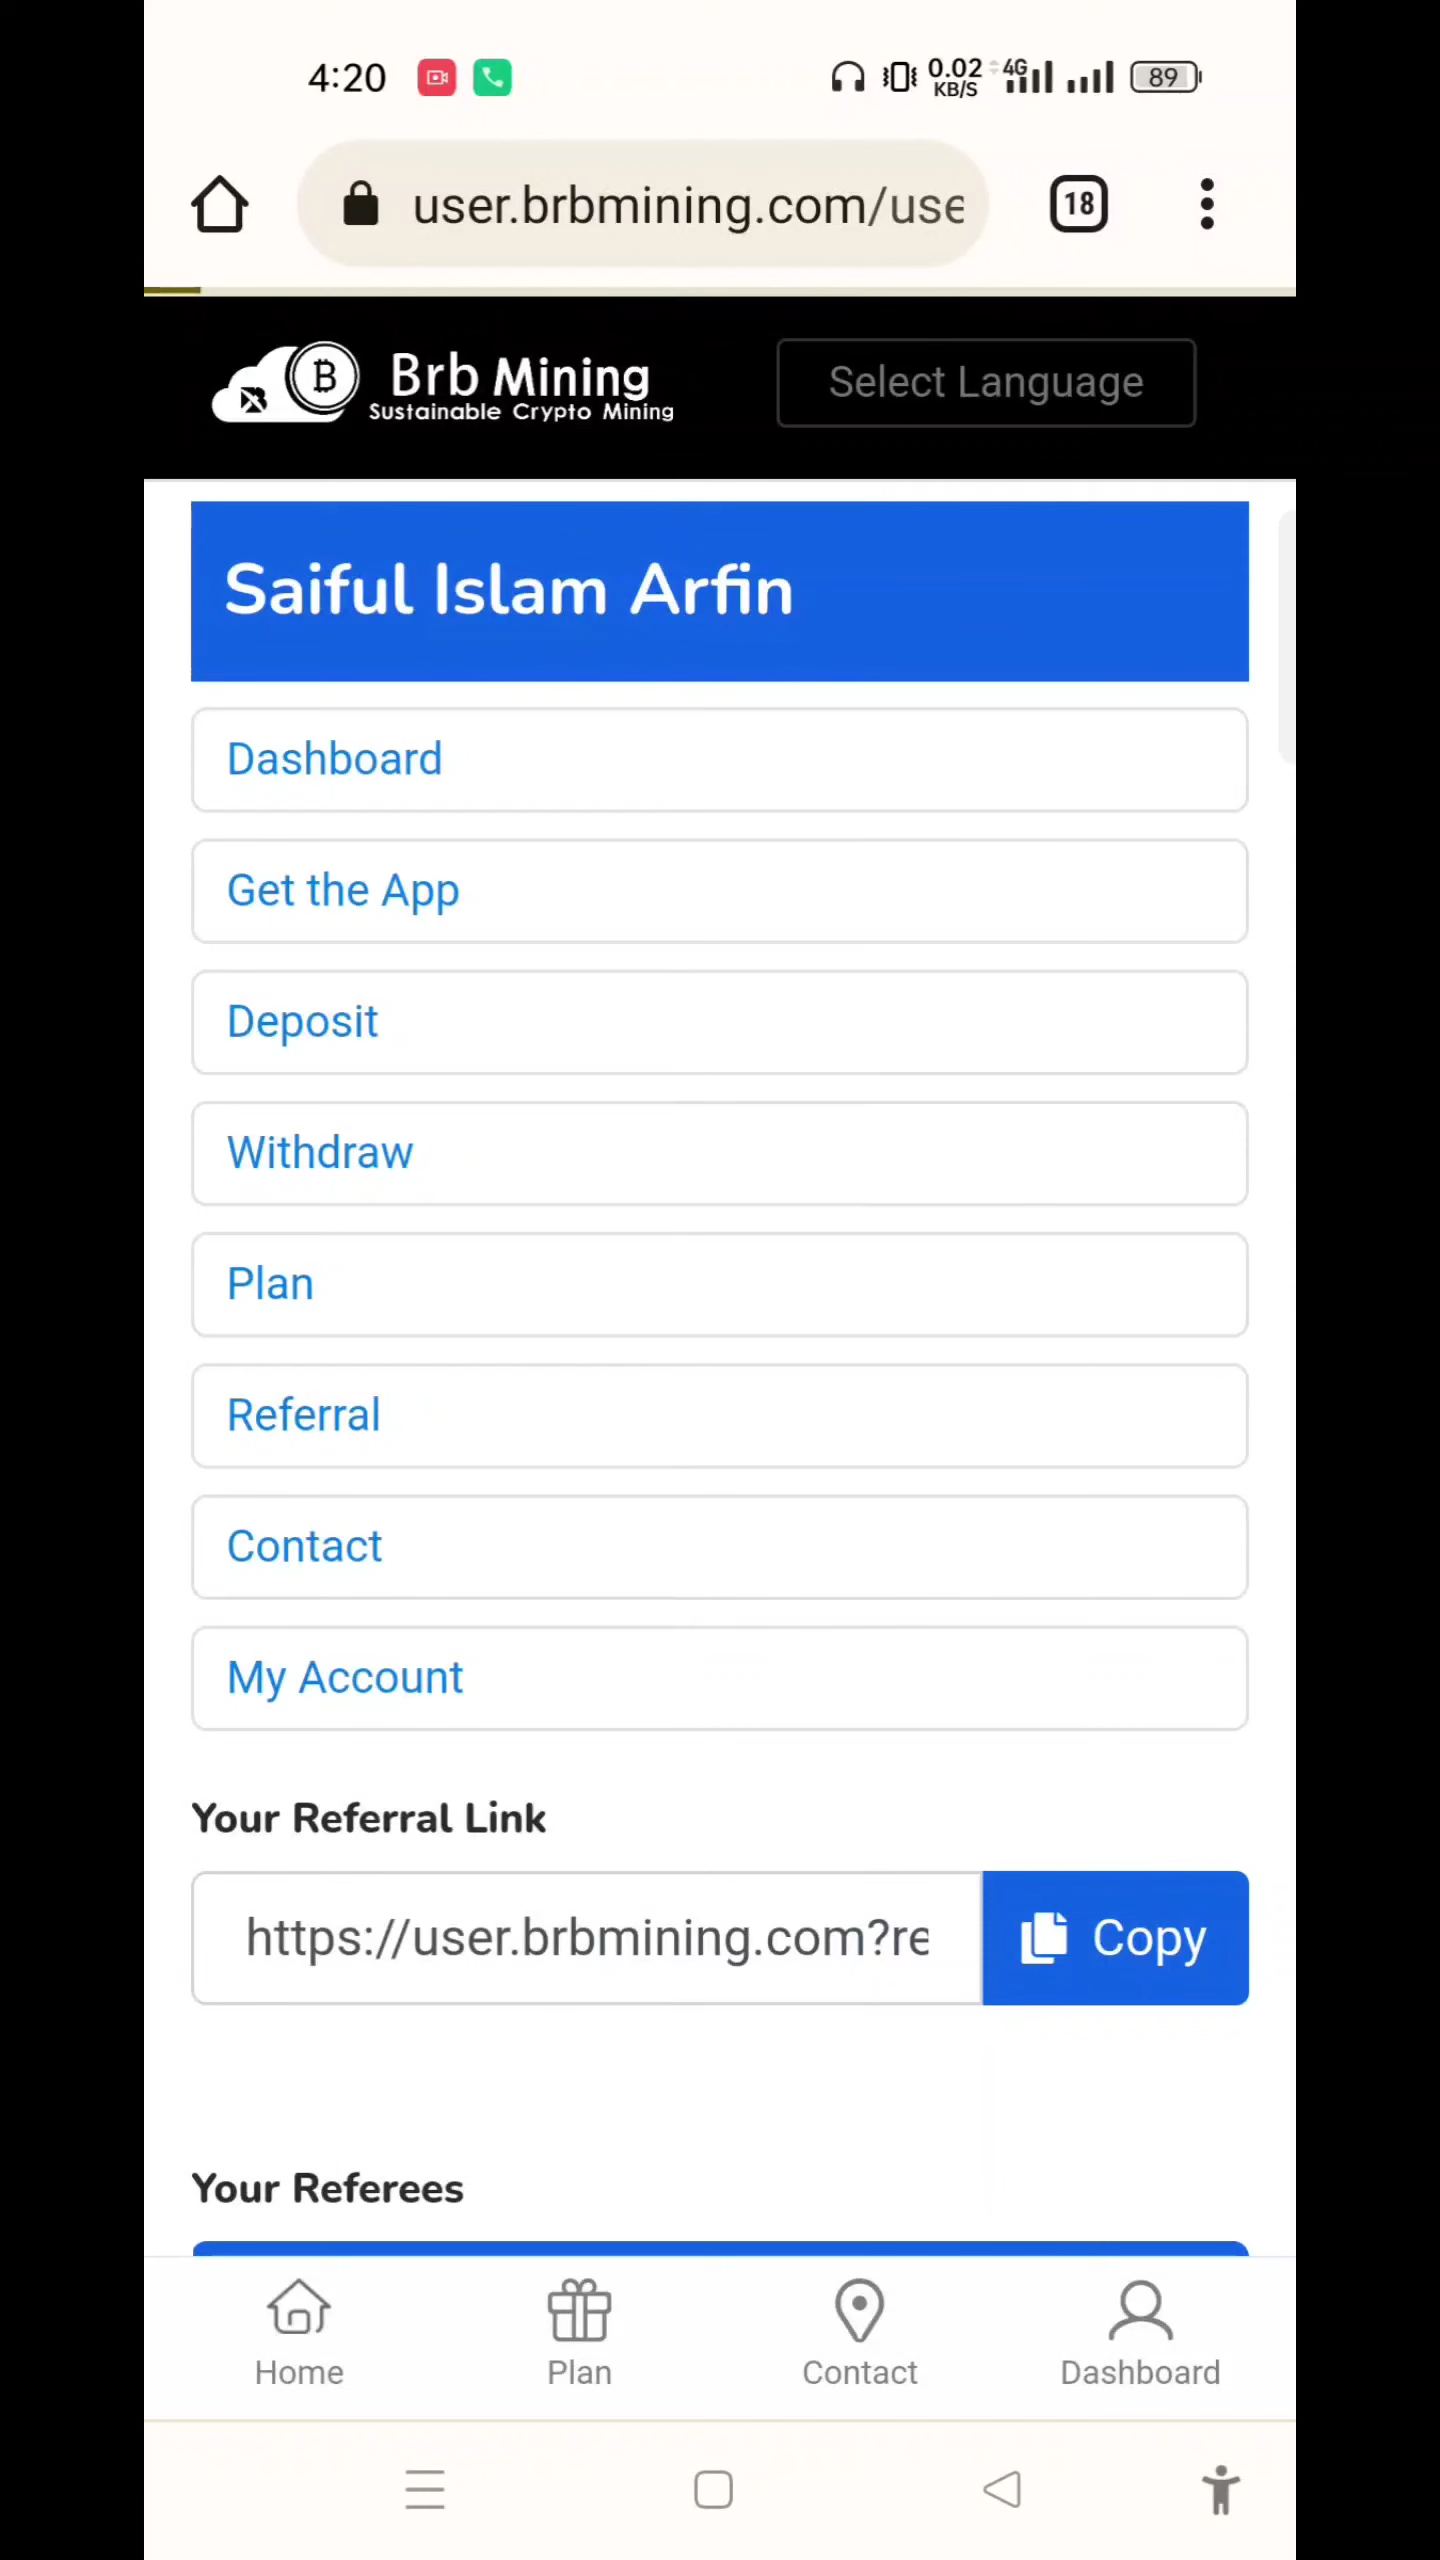 4:20 0.02 KB/S 4G 89
user.brbmining.com/use 18
Brb Mining
Sustainable Crypto Mining
Select Language
Saiful Islam Arfin
Dashboard
Get the App
Deposit
Withdraw
Plan
Referral
Contact
My Account
Your Referral Link
https://user.brbmining.com?re
Copy
Your Referees
Home Plan Contact Dashboard